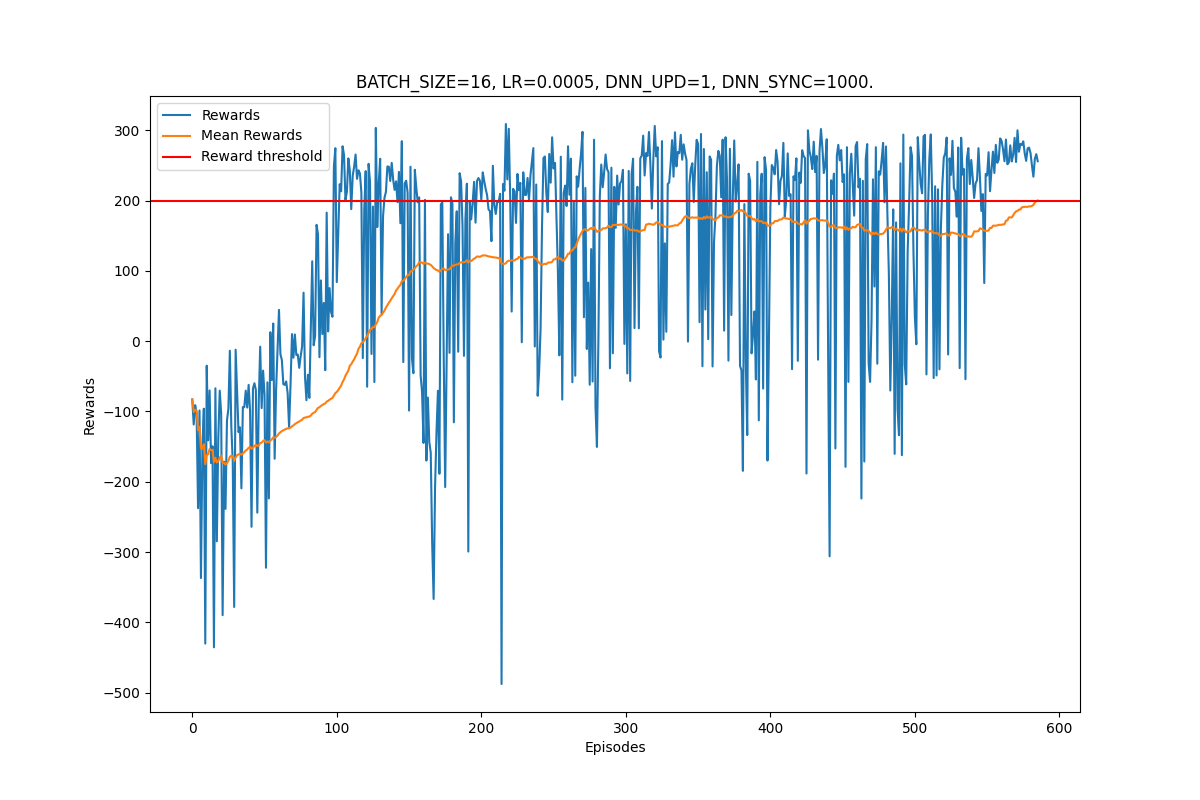 BATCH_SIZE=16, LR=0.0005, DNN_UPD=1, DNN_SYNC=1000.
Rewards
Mean Rewards
Reward threshold
300
200
100
0
−100
−200
−300
−400
−500
Rewards
0 100 200 300 400 500 600
Episodes